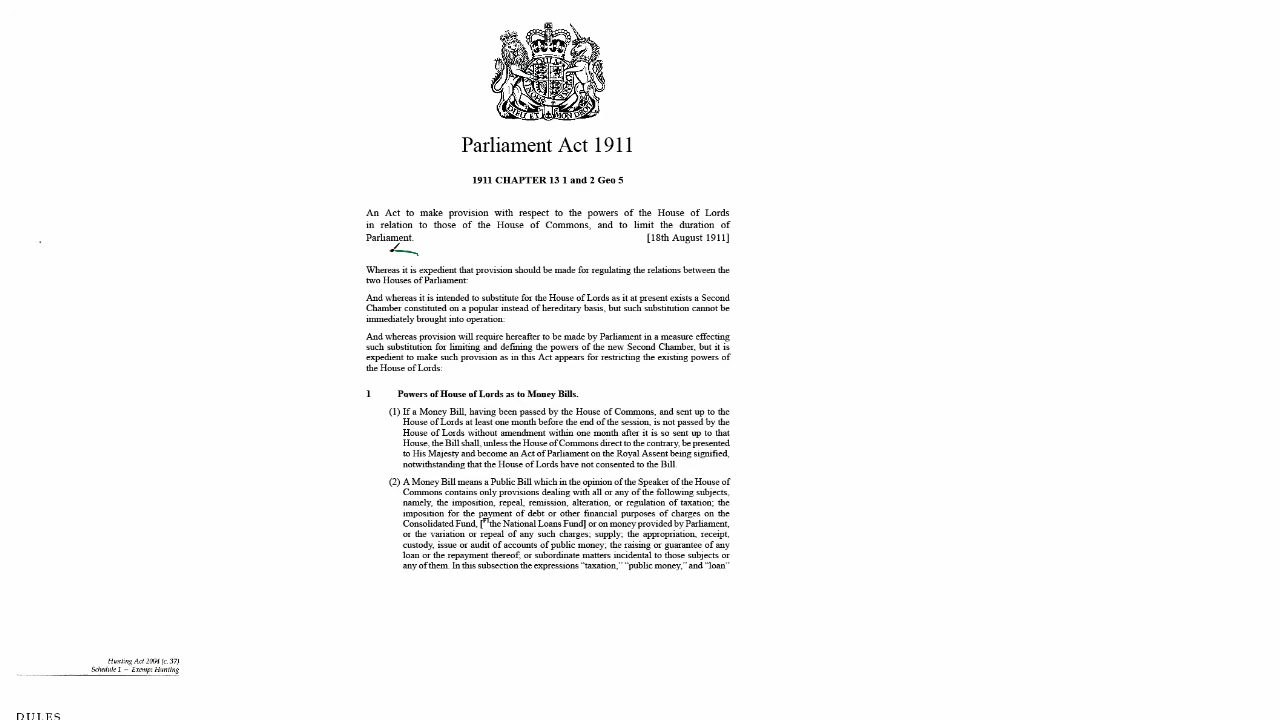 DIEU ET MON DROIT
Parliament Act 1911
1911 CHAPTER 13 1 and 2 Geo 5
An Act to make provision with respect to the powers of the House of Lords
in relation to those of the House of Commons, and to limit the duration of
Parliament. [18th August 1911]
Whereas it is expedient that provision should be made for regulating the relations between the
two Houses of Parliament:
And whereas it is intended to substitute for the House of Lords as it at present exists a Second
Chamber constituted on a popular instead of hereditary basis, but such substitution cannot be
immediately brought into operation:
And whereas provision will require hereafter to be made by Parliament in a measure effecting
such substitution for limiting and defining the powers of the new Second Chamber, but it is
expedient to make such provision as in this Act appears for restricting the existing powers of
the House of Lords:
1 Powers of House of Lords as to Money Bills.
(1) If a Money Bill, having been passed by the House of Commons, and sent up to the
House of Lords at least one month before the end of the session, is not passed by the
House of Lords without amendment within one month after it is so sent up to that
House, the Bill shall, unless the House of Commons direct to the contrary, be presented
to His Majesty and become an Act of Parliament on the Royal Assent being signified,
notwithstanding that the House of Lords have not consented to the Bill.
(2) A Money Bill means a Public Bill which in the opinion of the Speaker of the House of
Commons contains only provisions dealing with all or any of the following subjects,
namely, the imposition, repeal, remission, alteration, or regulation of taxation; the
imposition for the payment of debt or other financial purposes of charges on the
Consolidated Fund, [F1the National Loans Fund] or on money provided by Parliament,
or the variation or repeal of any such charges; supply; the appropriation, receipt,
custody, issue or audit of accounts of public money; the raising or guarantee of any
loan or the repayment thereof; or subordinate matters incidental to those subjects or
any of them. In this subsection the expressions “taxation,” “public money,” and “loan”
Hunting Act 2004 (c. 37)
Schedule 1 — Exempt Hunting
DULES